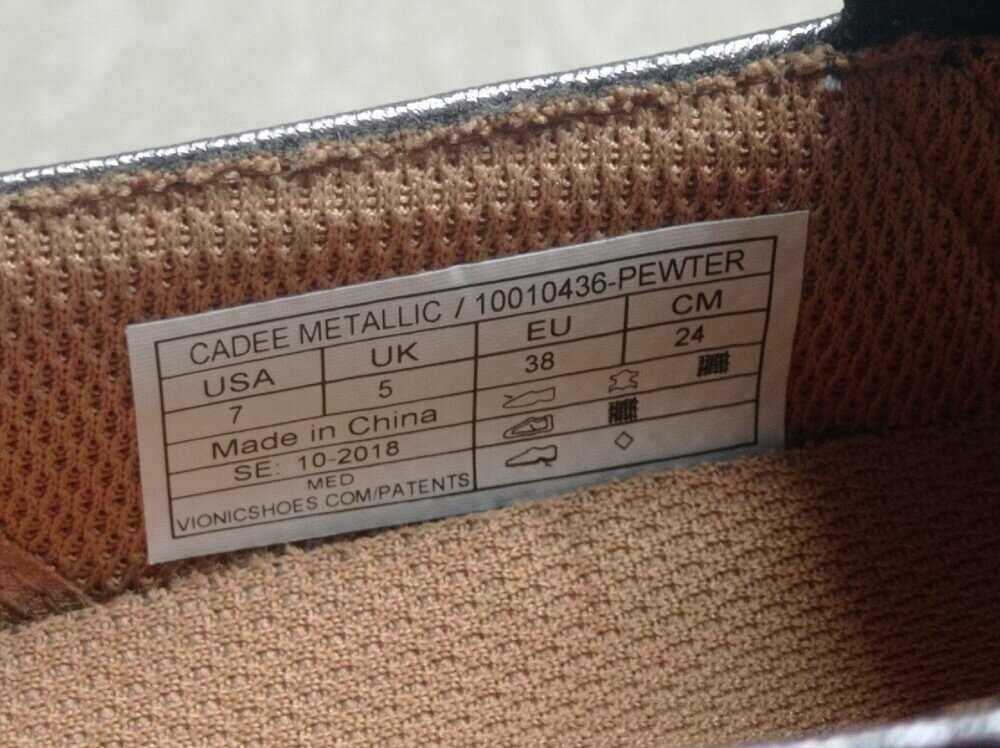 CADEE METALLIC / 10010436-PEWTER
USA UK EU CM
7 5 38 24
Made in China
SE: 10-2018
MED
VIONICSHOES.COM/PATENTS